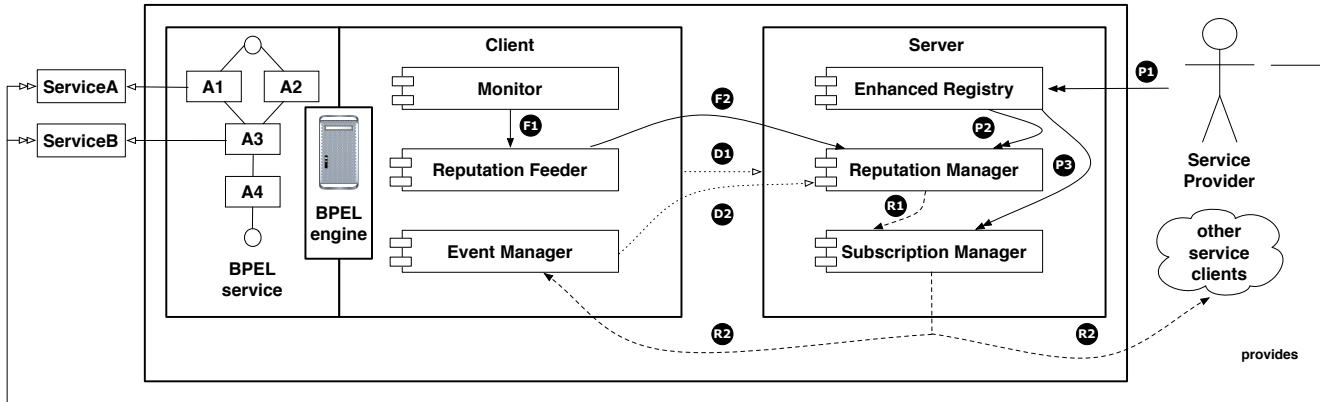 Client
Server
ServiceA
ServiceB
A1
A2
A3
A4
BPEL
service
BPEL
engine
Monitor
F1
Reputation Feeder
Event Manager
F2
D1
D2
R2
Enhanced Registry
P2
Reputation Manager
P3
R1
Subscription Manager
R2
P1
Service
Provider
other
service
clients
provides